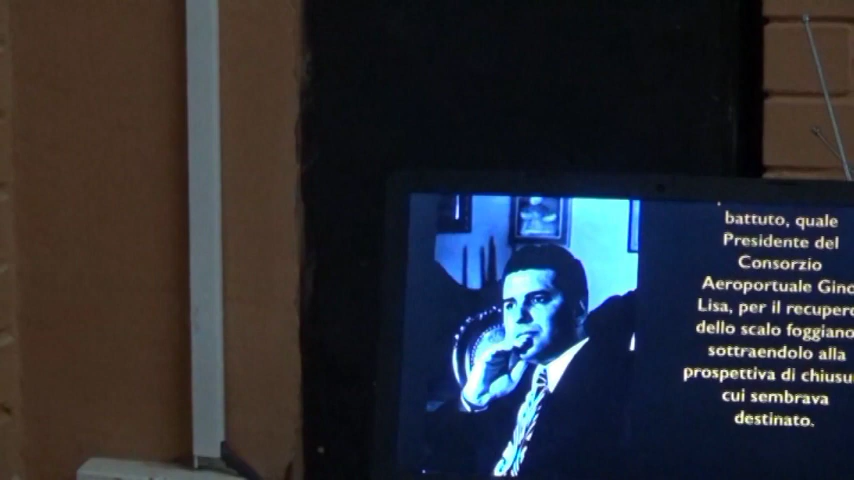 battuto, quale
Presidente del
Consorzio
Aeroportuale Gino
Lisa, per il recupero
dello scalo foggiano
sottraendolo alla
prospettiva di chiusu
cui sembrava
destinato.